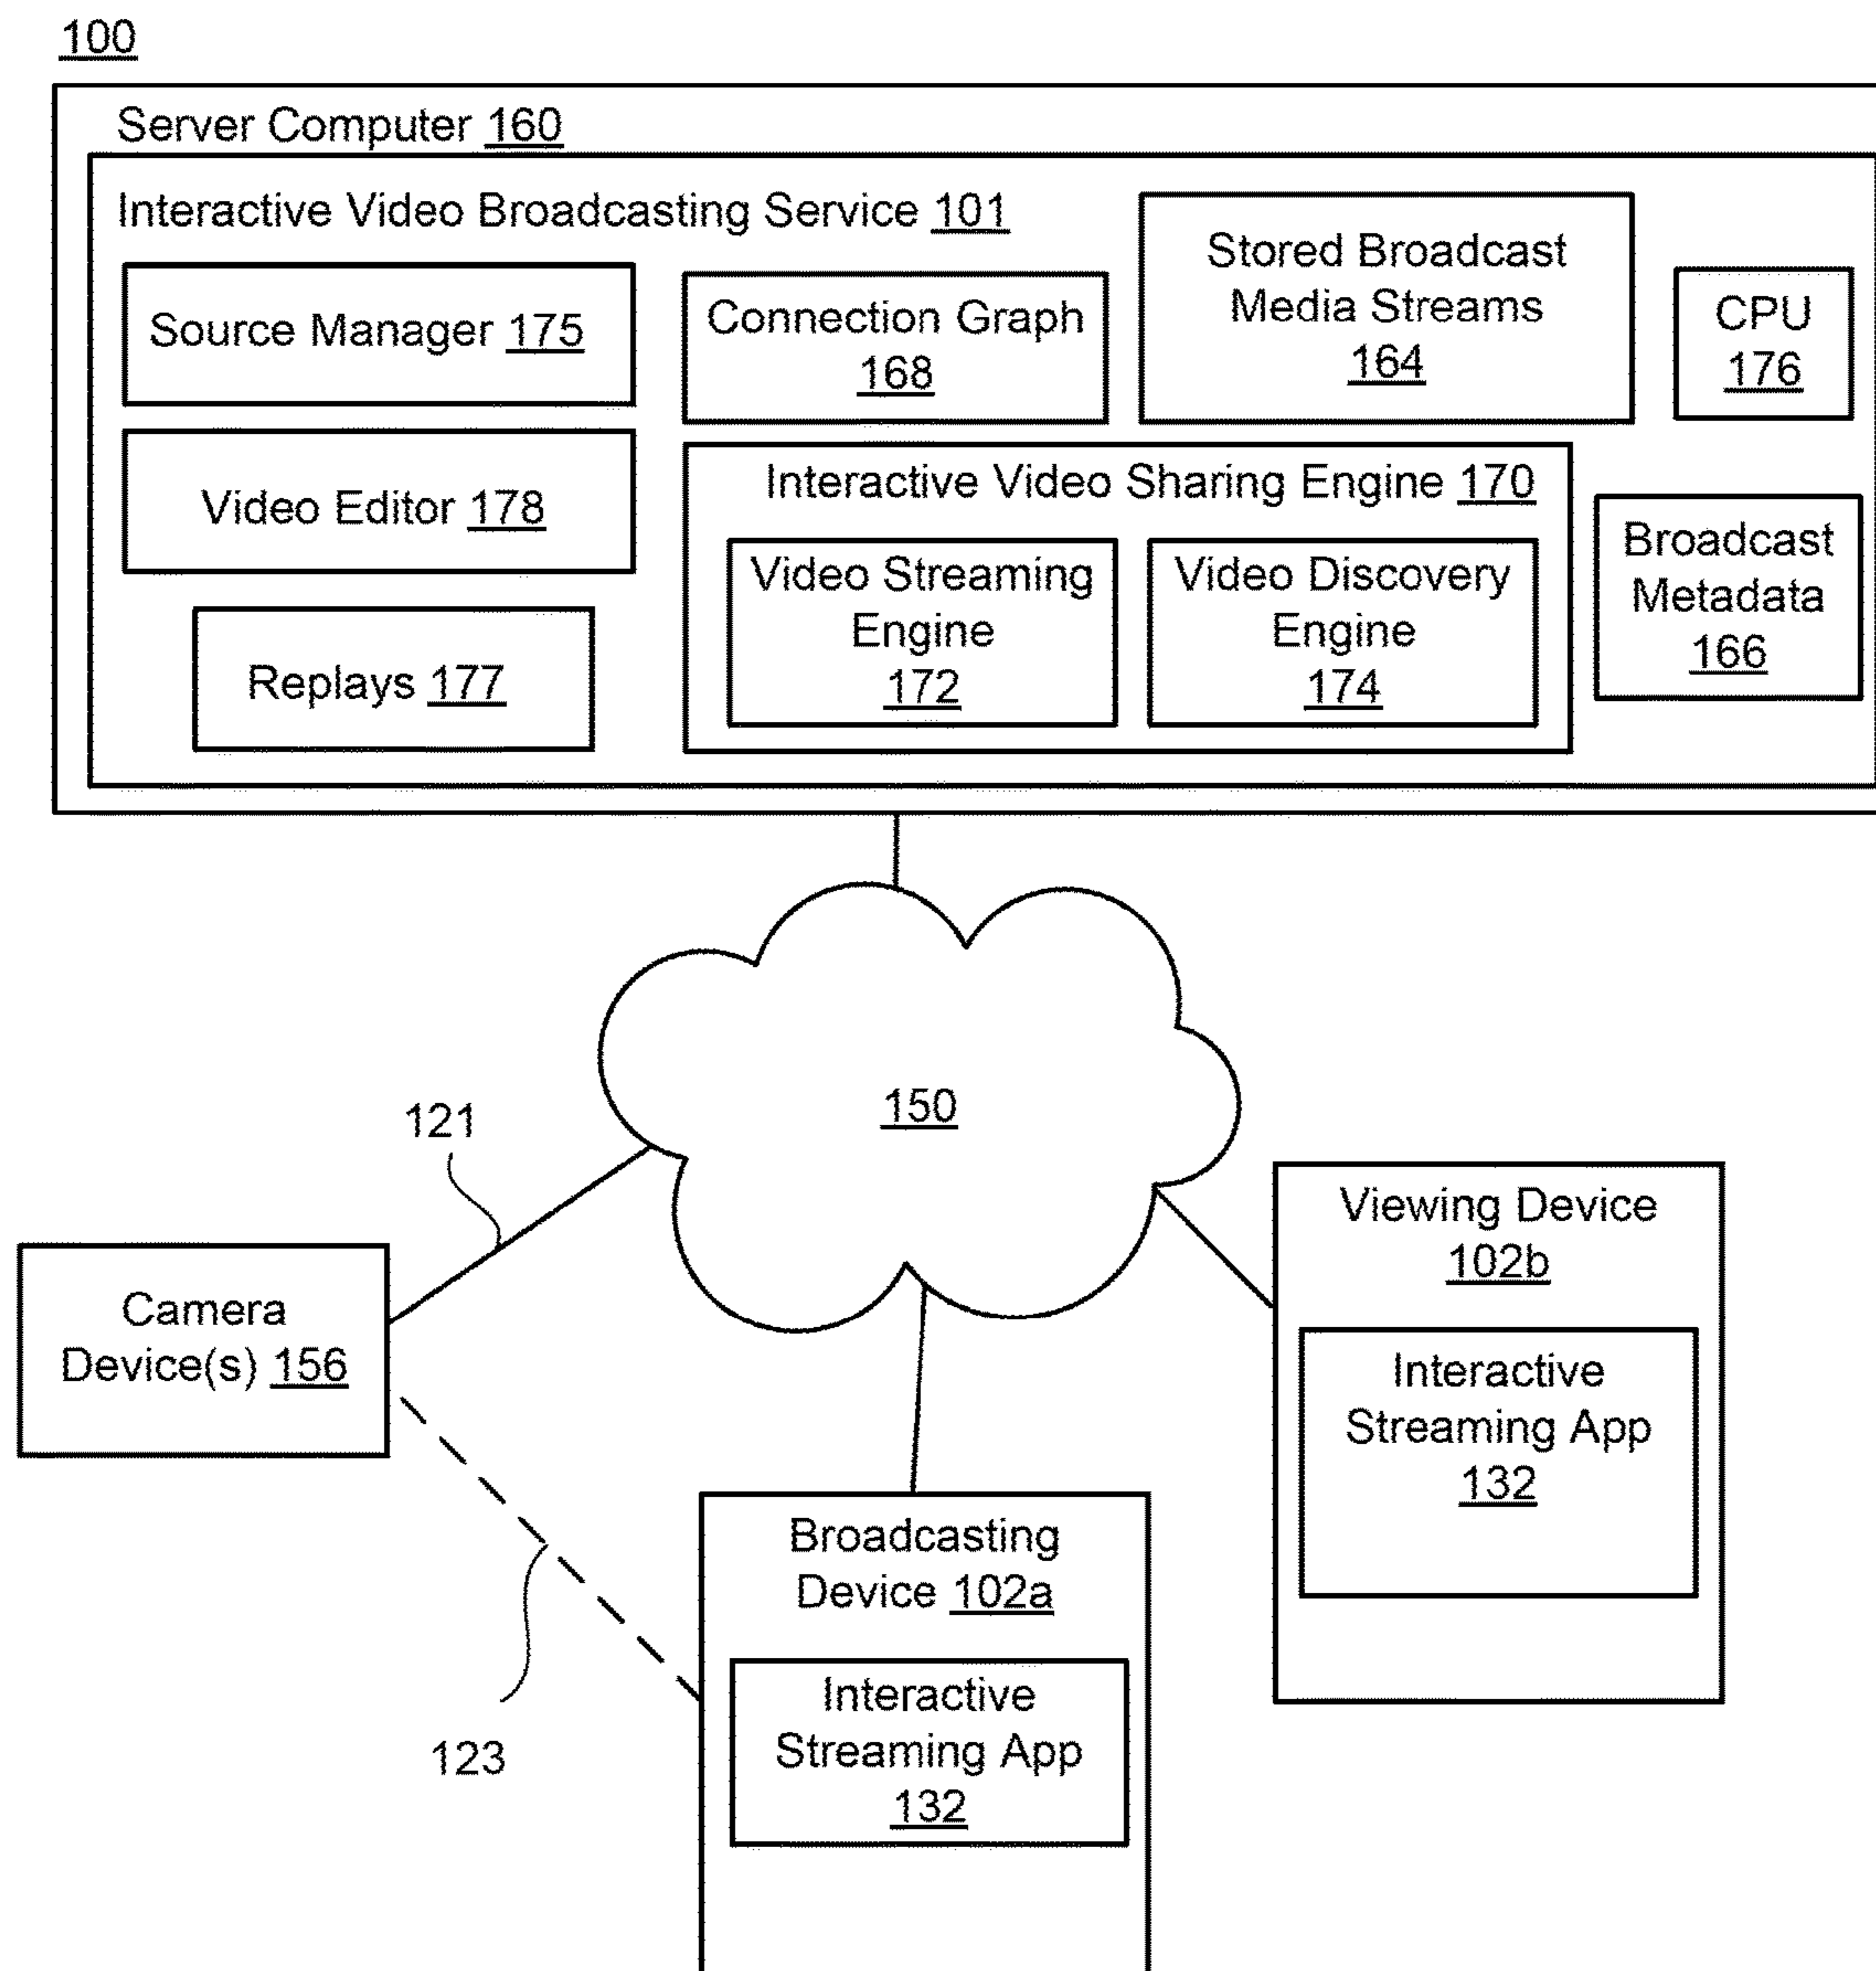 100
Server Computer 160
Interactive Video Broadcasting Service 101
Source Manager 175
Video Editor 178
Replays 177
Connection Graph
168
Stored Broadcast
Media Streams
164
CPU
176
Interactive Video Sharing Engine 170
Video Streaming
Engine
172
Video Discovery
Engine
174
Broadcast
Metadata
166
150
121
Camera
Device(s) 156
123
Viewing Device
102b
Interactive
Streaming App
132
Broadcasting
Device 102a
Interactive
Streaming App
132